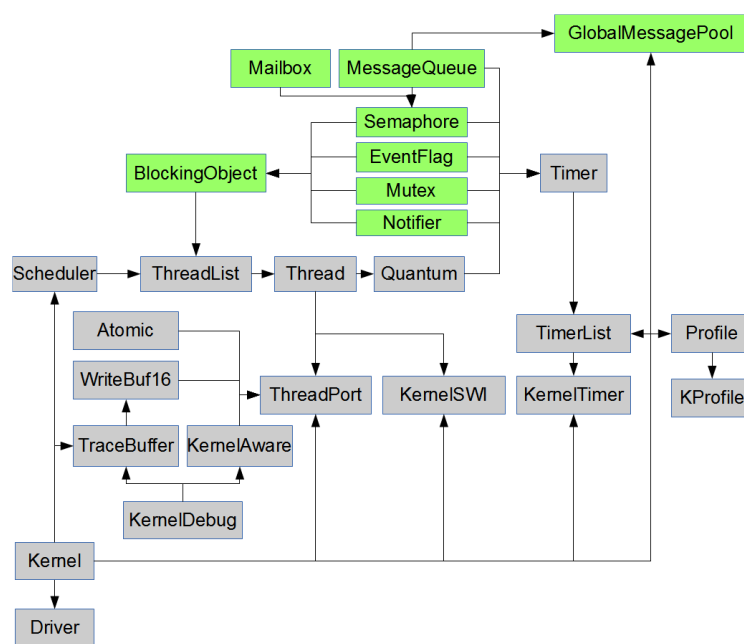 GlobalMessagePool
Mailbox
MessageQueue
Semaphore
EventFlag
BlockingObject
Timer
Mutex
Notifier
Scheduler
ThreadList
Thread
Quantum
Atomic
TimerList
Profile
WriteBuf16
ThreadPort
KernelSWI
KernelTimer
KProfile
TraceBuffer
KernelAware
KernelDebug
Kernel
Driver